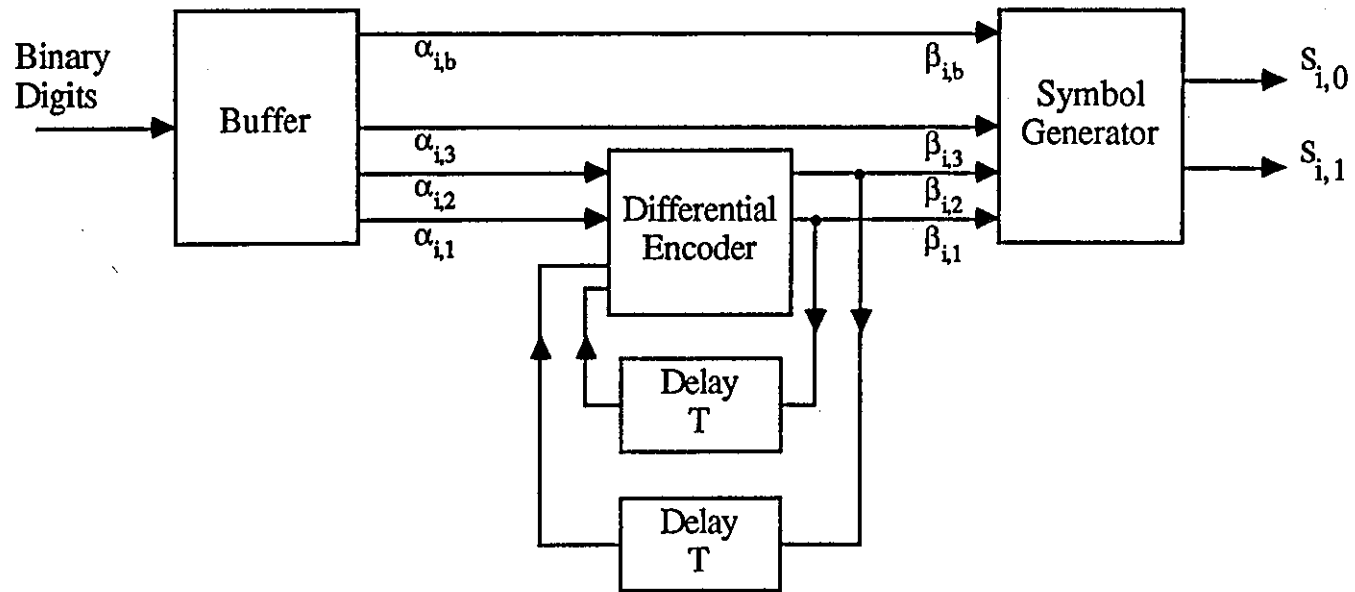 Binary
Digits
Buffer
α_{i,b}
α_{i,3}
α_{i,2}
α_{i,1}
Differential
Encoder
β_{i,b}
β_{i,3}
β_{i,2}
β_{i,1}
Symbol
Generator
S_{i,0}
S_{i,1}
Delay
T
Delay
T